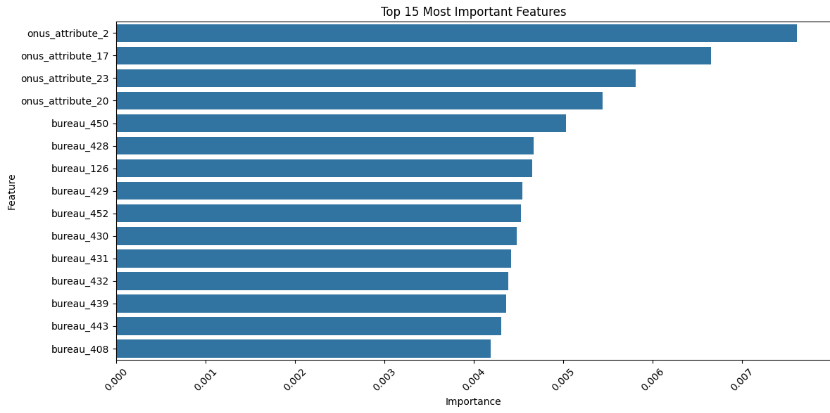 Top 15 Most Important Features
onus_attribute_2
onus_attribute_17
onus_attribute_23
onus_attribute_20
bureau_450
bureau_428
bureau_126
bureau_429
bureau_452
bureau_430
bureau_431
bureau_432
bureau_439
bureau_443
bureau_408
Feature
0.000
0.001
0.002
0.003
0.004
0.005
0.006
0.007
Importance